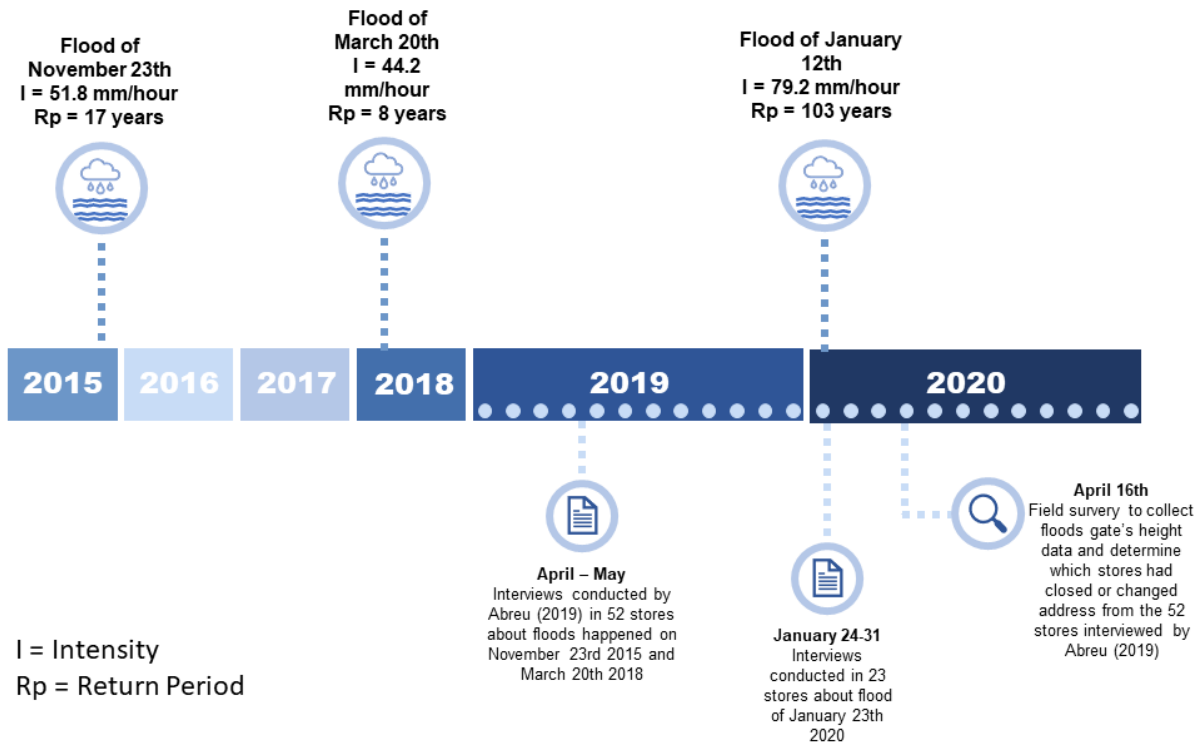 Flood of
November 23th
I = 51.8 mm/hour
Rp = 17 years
Flood of
March 20th
I = 44.2
mm/hour
Rp = 8 years
Flood of January
12th
I = 79.2 mm/hour
Rp = 103 years
2015
2016
2017
2018
2019
2020
April – May
Interviews conducted by
Abreu (2019) in 52 stores
about floods happened on
November 23rd 2015 and
March 20th 2018
January 24-31
Interviews
conducted in 23
stores about flood
of January 23th
2020
April 16th
Field survery to collect
floods gate's height
data and determine
which stores had
closed or changed
address from the 52
stores interviewed by
Abreu (2019)
I = Intensity
Rp = Return Period